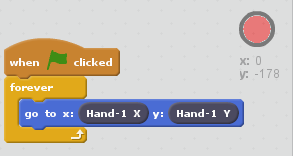 when clicked
forever
go to x: Hand-1 X y: Hand-1 Y
x: 0
y: -178